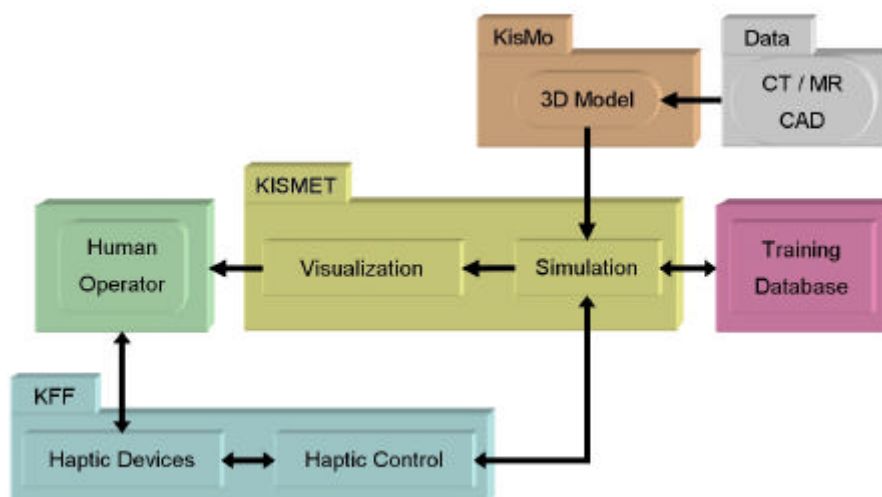 KisMo
Data
3D Model
CT / MR
CAD
KISMET
Human
Operator
Visualization
Simulation
Training
Database
KFF
Haptic Devices
Haptic Control